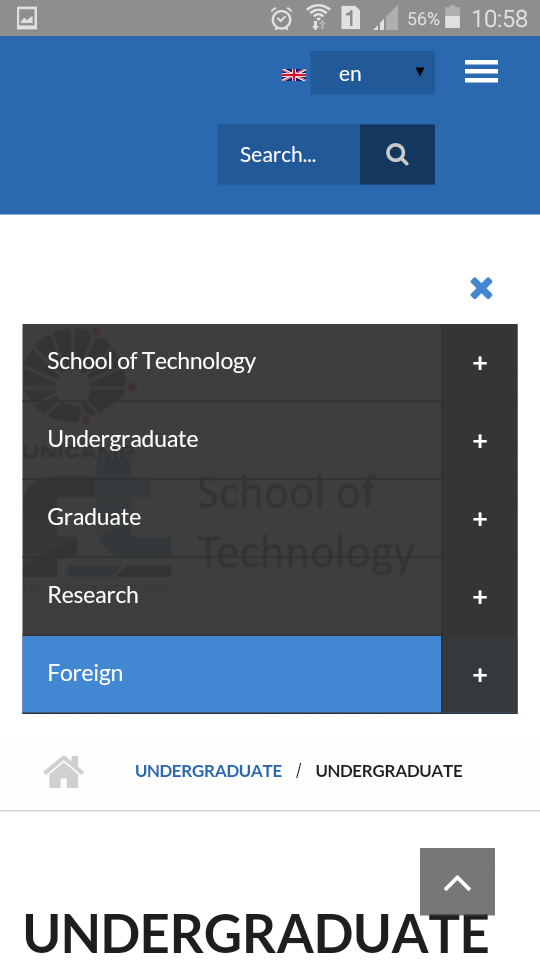 1 56% 10:58
en
Search...
School of Technology +
UNICAMP
Undergraduate +
School of
Graduate +
Technology
Research +
Foreign +
UNDERGRADUATE / UNDERGRADUATE
UNDERGRADUATE